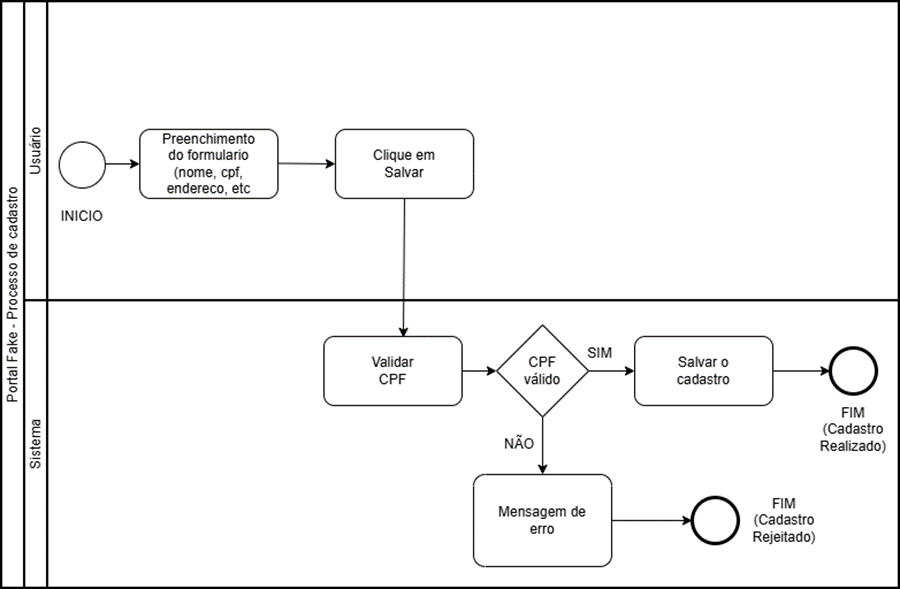 Portal Fake - Processo de cadastro
Usuário
INICIO
Preenchimento
do formulario
(nome, cpf,
endereco, etc
Clique em
Salvar
Sistema
Validar
CPF
CPF
válido
SIM
Salvar o
cadastro
FIM
(Cadastro
Realizado)
NÃO
Mensagem de
erro
FIM
(Cadastro
Rejeitado)